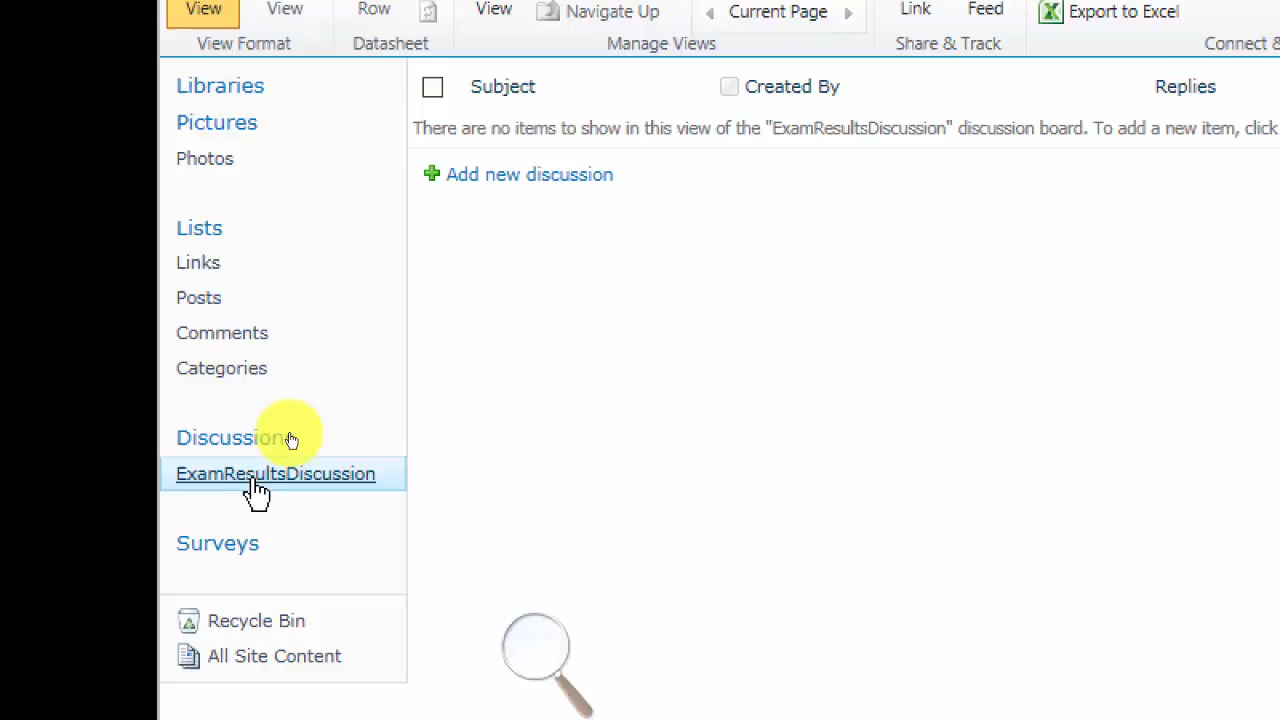 View View Row View Navigate Up Current Page Link Feed Export to Excel
View Format Datasheet Manage Views Share & Track Connect &
Libraries
Subject Created By Replies
Pictures
There are no items to show in this view of the "ExamResultsDiscussion" discussion board. To add a new item, click
Photos
Add new discussion
Lists
Links
Posts
Comments
Categories
Discussion
ExamResultsDiscussion
Surveys
Recycle Bin
All Site Content